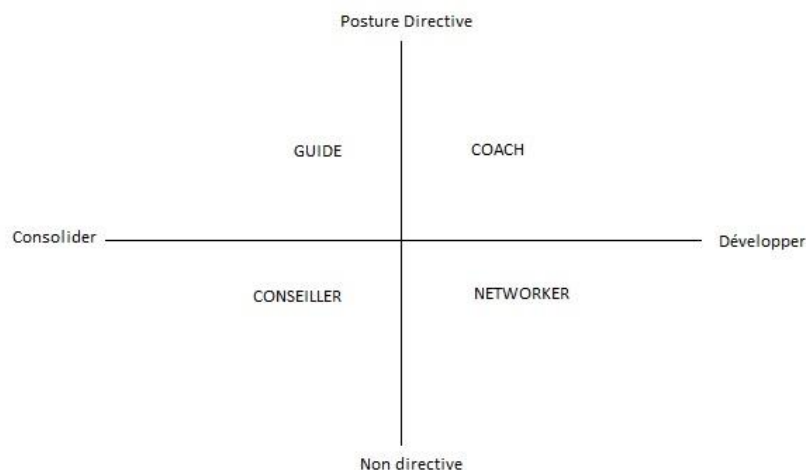 Posture Directive
GUIDE
COACH
Consolider
Développer
CONSEILLER
NETWORKER
Non directive